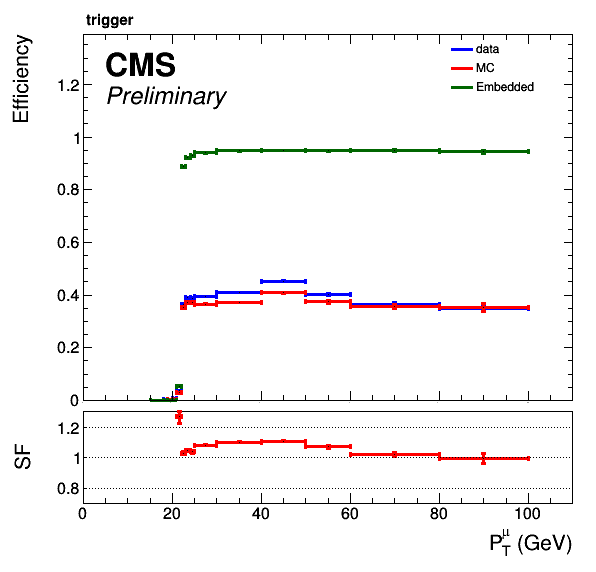 trigger
Efficiency
CMS
Preliminary
data
MC
Embedded
1.2
1
0.8
0.6
0.4
0.2
0
SF
1.2
1
0.8
0 20 40 60 80 100
P_T^μ (GeV)